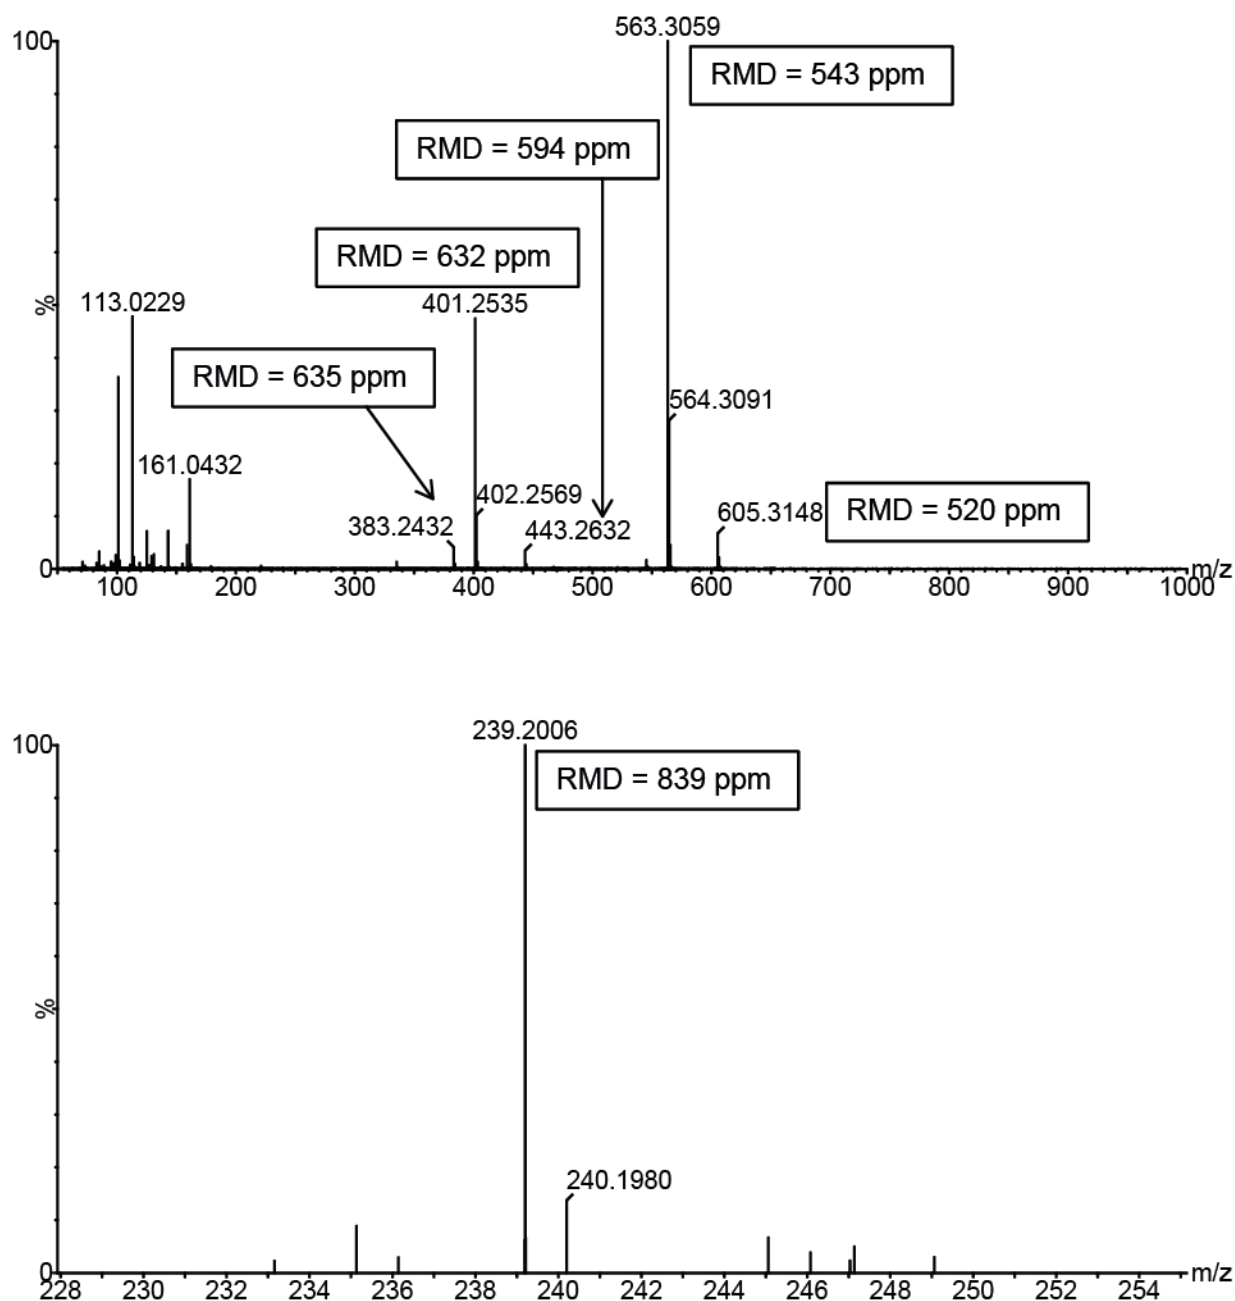 563.3059
100
RMD = 543 ppm
RMD = 594 ppm
RMD = 632 ppm
%
113.0229
401.2535
RMD = 635 ppm
564.3091
161.0432
402.2569
383.2432
443.2632
605.3148
RMD = 520 ppm
0
m/z
100 200 300 400 500 600 700 800 900 1000
239.2006
100
RMD = 839 ppm
%
240.1980
0
m/z
228 230 232 234 236 238 240 242 244 246 248 250 252 254